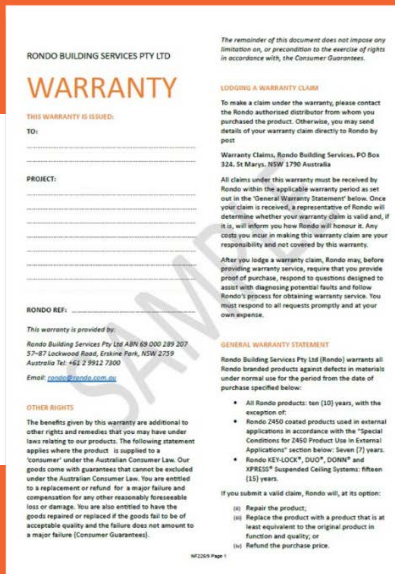 RONDO BUILDING SERVICES PTY LTD
WARRANTY
THIS WARRANTY IS ISSUED:
TO:
PROJECT:
RONDO REF:
This warranty is provided by:
Rondo Building Services Pty Ltd ABN 69 000 289 207
57–87 Lockwood Road, Erskine Park, NSW 2759
Australia Tel: +61 2 9912 7300
Email: rondo@rondo.com.au
OTHER RIGHTS
The benefits given by this warranty are additional to
other rights and remedies that you may have under
laws relating to our products. The following statement
applies where the product is supplied to a
'consumer' under the Australian Consumer Law. Our
goods come with guarantees that cannot be excluded
under the Australian Consumer Law. You are entitled
to a replacement or refund for a major failure and
compensation for any other reasonably foreseeable
loss or damage. You are also entitled to have the
goods repaired or replaced if the goods fail to be of
acceptable quality and the failure does not amount to
a major failure (Consumer Guarantees).
The remainder of this document does not impose any
limitation on, or precondition to the exercise of rights
in accordance with, the Consumer Guarantees.
LODGING A WARRANTY CLAIM
To make a claim under the warranty, please contact
the Rondo authorised distributor from whom you
purchased the product. Otherwise, you may send
details of your warranty claim directly to Rondo by
post
Warranty Claims, Rondo Building Services, PO Box
324, St Marys, NSW 1790 Australia
All claims under this warranty must be received by
Rondo within the applicable warranty period as set
out in the 'General Warranty Statement' below. Once
your claim is received, a representative of Rondo will
determine whether your warranty claim is valid and, if
it is, will inform you how Rondo will honour it. Any
costs you incur in making this warranty claim are your
responsibility and not covered by this warranty.
After you lodge a warranty claim, Rondo may, before
providing warranty service, require that you provide
proof of purchase, respond to questions designed to
assist with diagnosing potential faults and follow
Rondo's process for obtaining warranty service. You
must respond to all requests promptly and at your
own expense.
GENERAL WARRANTY STATEMENT
Rondo Building Services Pty Ltd (Rondo) warrants all
Rondo branded products against defects in materials
under normal use for the period from the date of
purchase specified below:
• All Rondo products: ten (10) years, with the
exception of:
• Rondo Z450 coated products used in external
applications in accordance with the "Special
Conditions for Z450 Product Use in External
Applications" section below: Seven (7) years.
• Rondo KEY-LOCK®, DUO®, DONN® and
XPRESS® Suspended Ceiling Systems: fifteen
(15) years.
If you submit a valid claim, Rondo will, at its option:
(ii) Repair the product;
(iii) Replace the product with a product that is at
least equivalent to the original product in
function and quality; or
(iv) Refund the purchase price.
Page 1
SAMPLE